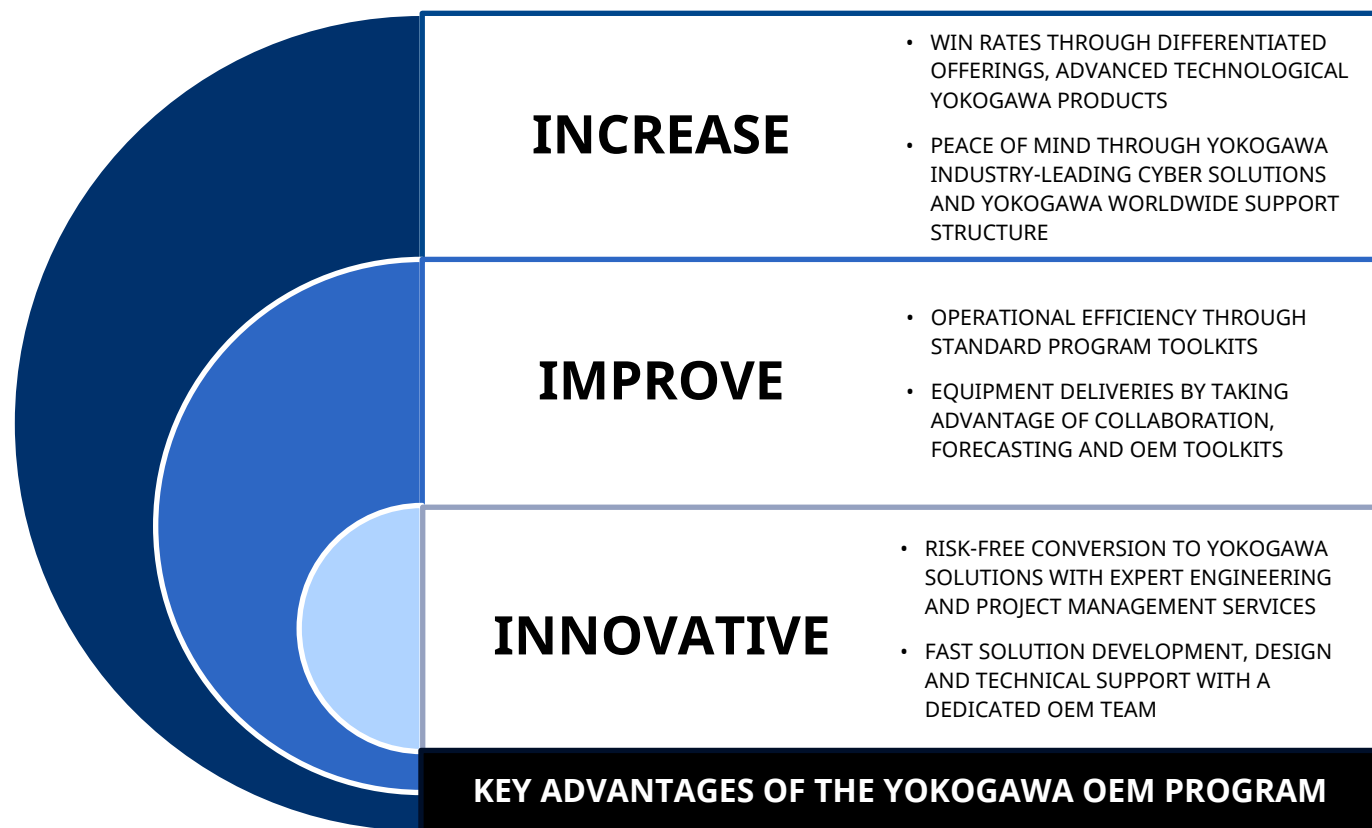 INCREASE
• WIN RATES THROUGH DIFFERENTIATED
OFFERINGS, ADVANCED TECHNOLOGICAL
YOKOGAWA PRODUCTS
• PEACE OF MIND THROUGH YOKOGAWA
INDUSTRY-LEADING CYBER SOLUTIONS
AND YOKOGAWA WORLDWIDE SUPPORT
STRUCTURE
IMPROVE
• OPERATIONAL EFFICIENCY THROUGH
STANDARD PROGRAM TOOLKITS
• EQUIPMENT DELIVERIES BY TAKING
ADVANTAGE OF COLLABORATION,
FORECASTING AND OEM TOOLKITS
INNOVATIVE
• RISK-FREE CONVERSION TO YOKOGAWA
SOLUTIONS WITH EXPERT ENGINEERING
AND PROJECT MANAGEMENT SERVICES
• FAST SOLUTION DEVELOPMENT, DESIGN
AND TECHNICAL SUPPORT WITH A
DEDICATED OEM TEAM
KEY ADVANTAGES OF THE YOKOGAWA OEM PROGRAM